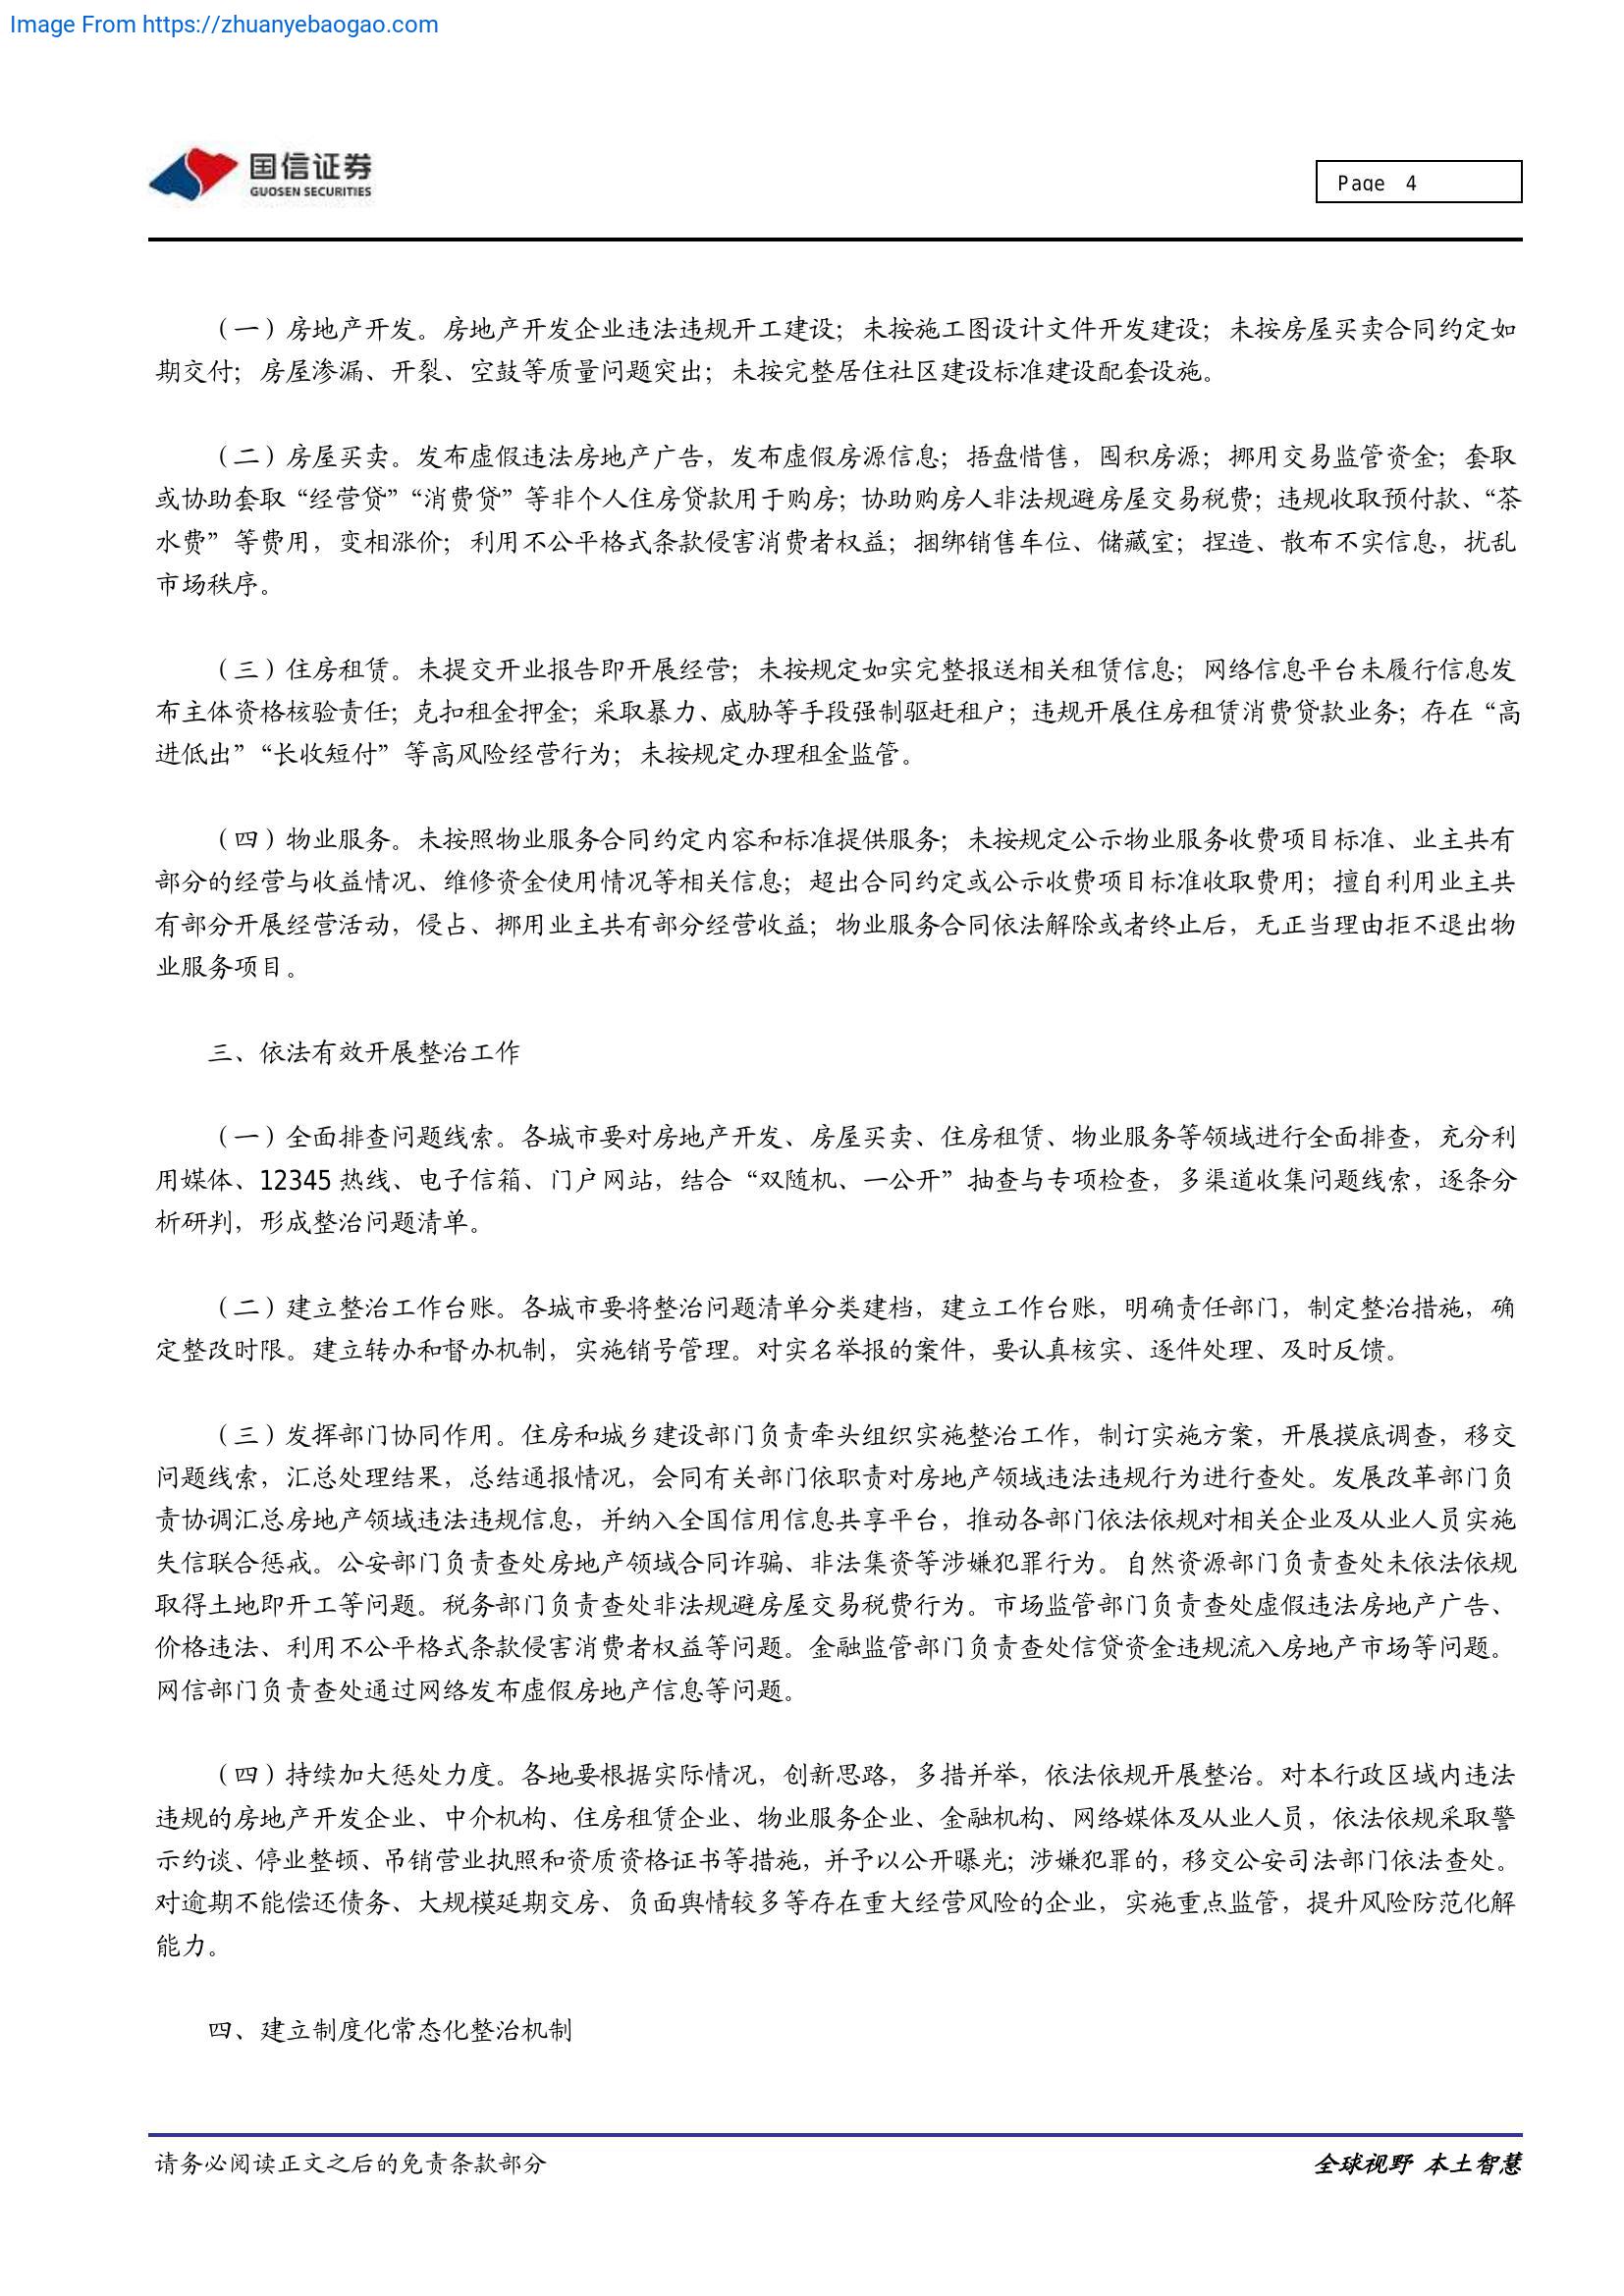 Image From https://zhuanyebaogao.com
国信证券
GUOSEN SECURITIES
Page 4
（一）房地产开发。房地产开发企业违法违规开工建设；未按施工图设计文件开发建设；未按房屋买卖合同约定如
期交付；房屋渗漏、开裂、空鼓等质量问题突出；未按完整居住社区建设标准建设配套设施。
（二）房屋买卖。发布虚假违法房地产广告，发布虚假房源信息；捂盘惜售，囤积房源；挪用交易监管资金；套取
或协助套取“经营贷”“消费贷”等非个人住房贷款用于购房；协助购房人非法规避房屋交易税费；违规收取预付款、“茶
水费”等费用，变相涨价；利用不公平格式条款侵害消费者权益；捆绑销售车位、储藏室；捏造、散布不实信息，扰乱
市场秩序。
（三）住房租赁。未提交开业报告即开展经营；未按规定如实完整报送相关租赁信息；网络信息平台未履行信息发
布主体资格核验责任；克扣租金押金；采取暴力、威胁等手段强制驱赶租户；违规开展住房租赁消费贷款业务；存在“高
进低出”“长收短付”等高风险经营行为；未按规定办理租金监管。
（四）物业服务。未按照物业服务合同约定内容和标准提供服务；未按规定公示物业服务收费项目标准、业主共有
部分的经营与收益情况、维修资金使用情况等相关信息；超出合同约定或公示收费项目标准收取费用；擅自利用业主共
有部分开展经营活动，侵占、挪用业主共有部分经营收益；物业服务合同依法解除或者终止后，无正当理由拒不退出物
业服务项目。
三、依法有效开展整治工作
（一）全面排查问题线索。各城市要对房地产开发、房屋买卖、住房租赁、物业服务等领域进行全面排查，充分利
用媒体、12345 热线、电子信箱、门户网站，结合“双随机、一公开”抽查与专项检查，多渠道收集问题线索，逐条分
析研判，形成整治问题清单。
（二）建立整治工作台账。各城市要将整治问题清单分类建档，建立工作台账，明确责任部门，制定整治措施，确
定整改时限。建立转办和督办机制，实施销号管理。对实名举报的案件，要认真核实、逐件处理、及时反馈。
（三）发挥部门协同作用。住房和城乡建设部门负责牵头组织实施整治工作，制订实施方案，开展摸底调查，移交
问题线索，汇总处理结果，总结通报情况，会同有关部门依职责对房地产领域违法违规行为进行查处。发展改革部门负
责协调汇总房地产领域违法违规信息，并纳入全国信用信息共享平台，推动各部门依法依规对相关企业及从业人员实施
失信联合惩戒。公安部门负责查处房地产领域合同诈骗、非法集资等涉嫌犯罪行为。自然资源部门负责查处未依法依规
取得土地即开工等问题。税务部门负责查处非法规避房屋交易税费行为。市场监管部门负责查处虚假违法房地产广告、
价格违法、利用不公平格式条款侵害消费者权益等问题。金融监管部门负责查处信贷资金违规流入房地产市场等问题。
网信部门负责查处通过网络发布虚假房地产信息等问题。
（四）持续加大惩处力度。各地要根据实际情况，创新思路，多措并举，依法依规开展整治。对本行政区域内违法
违规的房地产开发企业、中介机构、住房租赁企业、物业服务企业、金融机构、网络媒体及从业人员，依法依规采取警
示约谈、停业整顿、吊销营业执照和资质资格证书等措施，并予以公开曝光；涉嫌犯罪的，移交公安司法部门依法查处。
对逾期不能偿还债务、大规模延期交房、负面舆情较多等存在重大经营风险的企业，实施重点监管，提升风险防范化解
能力。
四、建立制度化常态化整治机制
请务必阅读正文之后的免责条款部分
全球视野 本土智慧